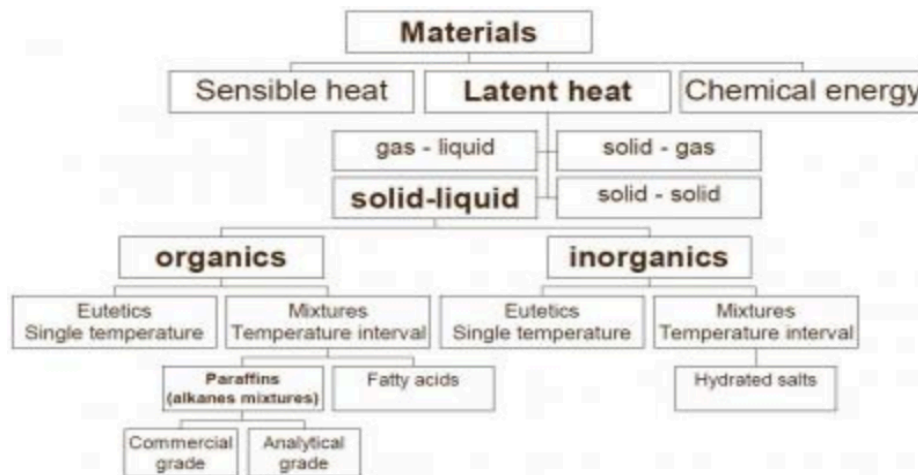 Materials
Sensible heat
Latent heat
Chemical energy
gas - liquid
solid - gas
solid-liquid
solid - solid
organics
inorganics
Eutetics
Single temperature
Mixtures
Temperature interval
Eutetics
Single temperature
Mixtures
Temperature interval
Paraffins
(alkanes mixtures)
Fatty acids
Hydrated salts
Commercial
grade
Analytical
grade